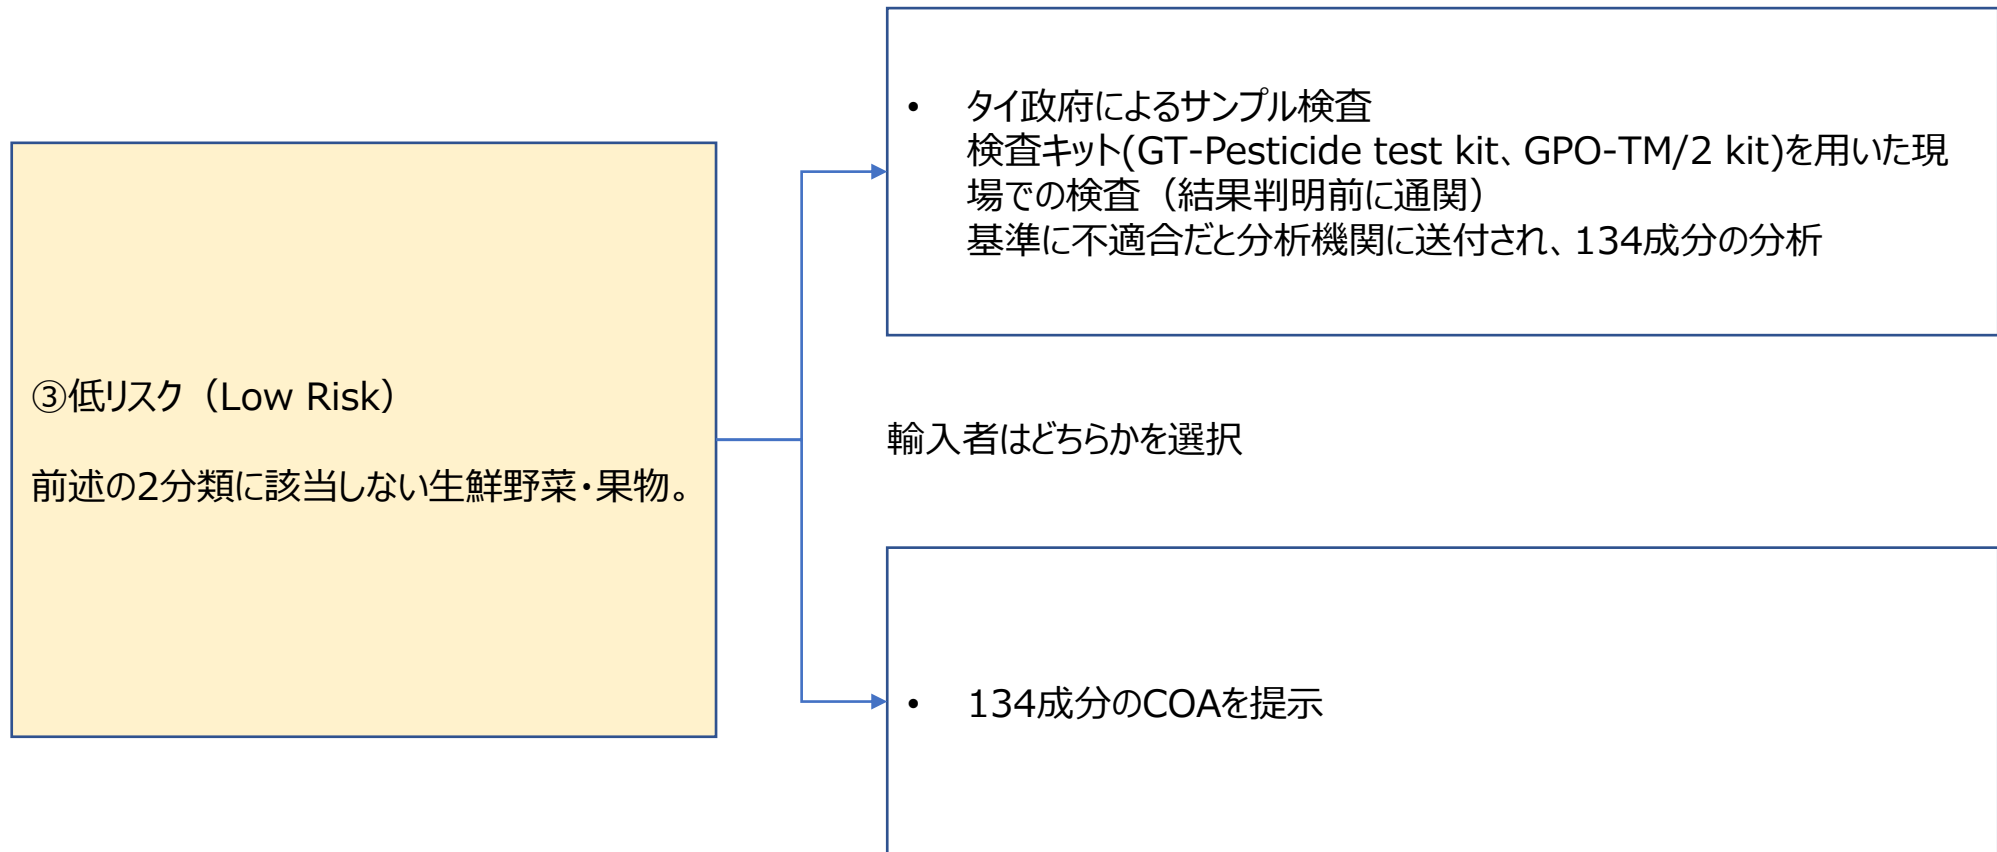 ③低リスク（Low Risk）
前述の2分類に該当しない生鮮野菜・果物。
• タイ政府によるサンプル検査
検査キット(GT-Pesticide test kit、GPO-TM/2 kit)を用いた現
場での検査（結果判明前に通関）
基準に不適合だと分析機関に送付され、134成分の分析
輸入者はどちらかを選択
• 134成分のCOAを提示